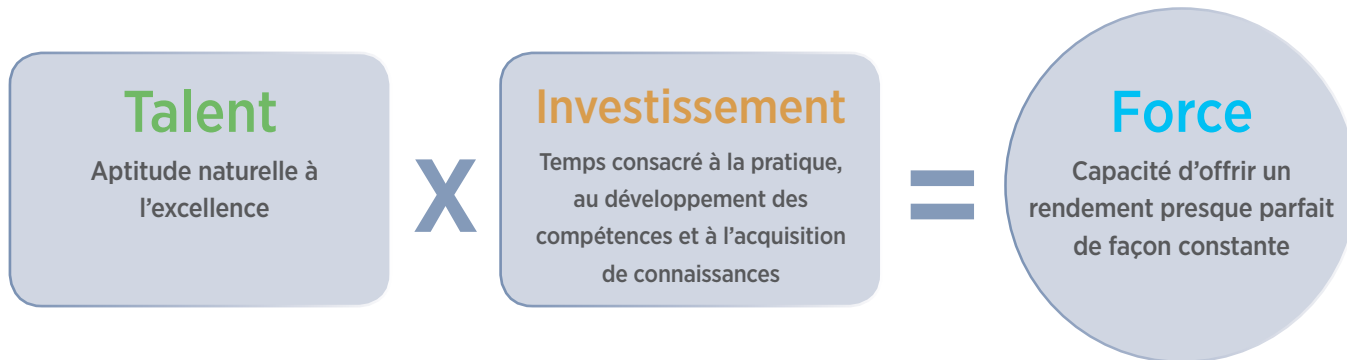 Talent
Aptitude naturelle à
l’excellence
X
Investissement
Temps consacré à la pratique,
au développement des
compétences et à l’acquisition
de connaissances
=
Force
Capacité d’offrir un
rendement presque parfait
de façon constante